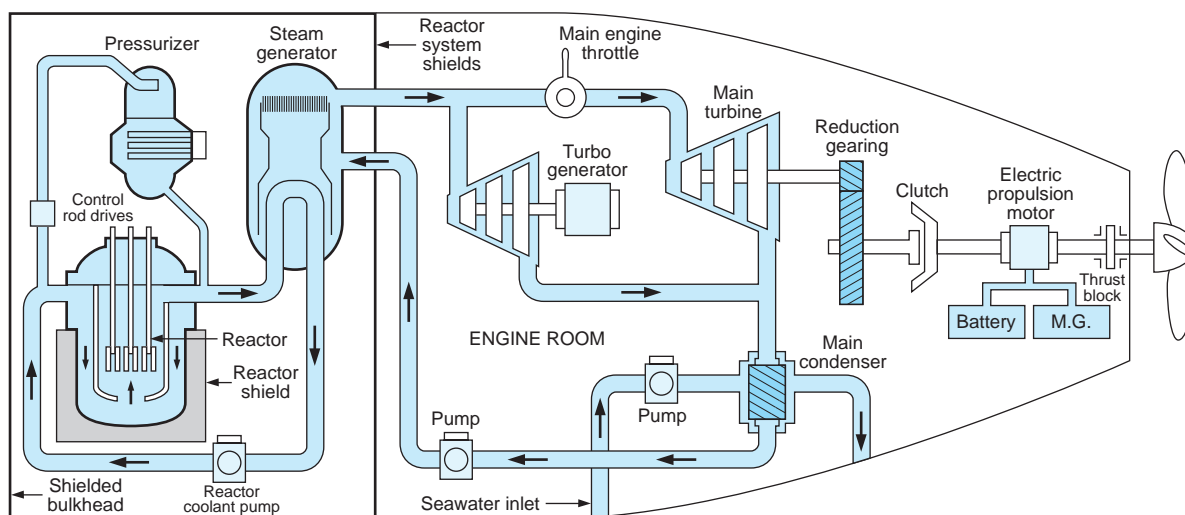 Pressurizer
Steam
generator
Reactor
system
shields
Main engine
throttle
Main
turbine
Reduction
gearing
Turbo
generator
Clutch
Electric
propulsion
motor
Control
rod drives
Thrust
block
Battery
M.G.
Reactor
Reactor
shield
ENGINE ROOM
Main
condenser
Pump
Pump
Shielded
bulkhead
Reactor
coolant pump
Seawater inlet